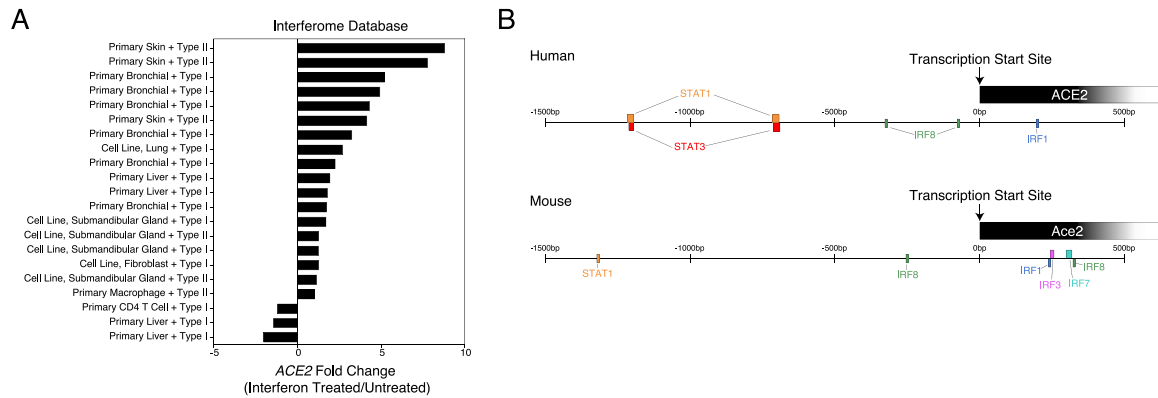 A
Interferome Database
Primary Skin + Type II
Primary Skin + Type II
Primary Bronchial + Type I
Primary Bronchial + Type I
Primary Bronchial + Type I
Primary Skin + Type II
Primary Bronchial + Type I
Cell Line, Lung + Type I
Primary Bronchial + Type I
Primary Liver + Type I
Primary Liver + Type I
Primary Bronchial + Type I
Cell Line, Submandibular Gland + Type I
Cell Line, Submandibular Gland + Type II
Cell Line, Submandibular Gland + Type I
Cell Line, Fibroblast + Type I
Cell Line, Submandibular Gland + Type II
Primary Macrophage + Type II
Primary CD4 T Cell + Type I
Primary Liver + Type I
Primary Liver + Type I
-5 0 5 10
ACE2 Fold Change
(Interferon Treated/Untreated)
B
Human
Transcription Start Site
ACE2
STAT1
-1500bp -1000bp -500bp 0bp 500bp
STAT3
IRF8
IRF1
Mouse
Transcription Start Site
Ace2
-1500bp -1000bp -500bp 0bp 500bp
STAT1
IRF8
IRF1
IRF8
IRF3
IRF7